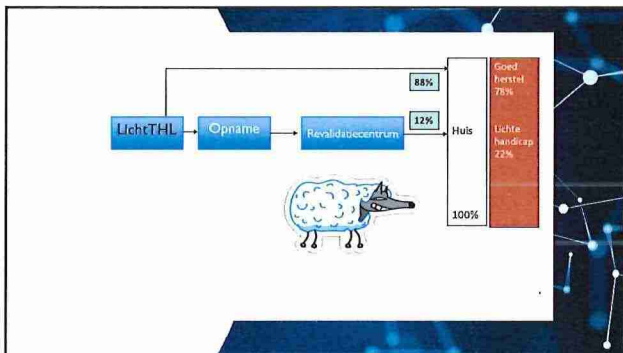 88%
Goed
herstel
78%
LichtTHL
Opname
Revalidatiecentrum
12%
Huis
Lichte
handicap
22%
100%